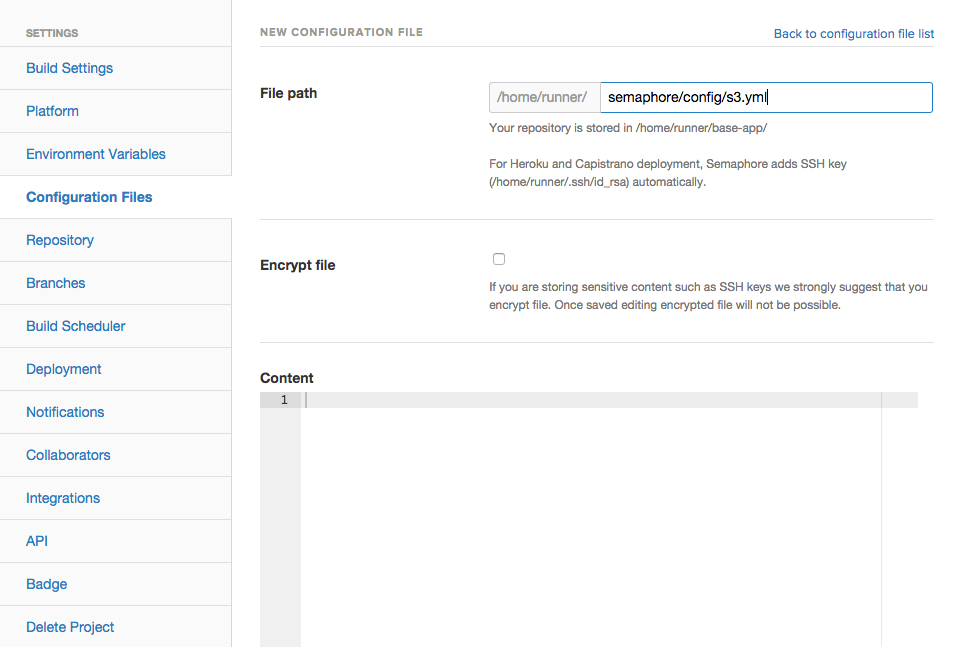 SETTINGS
Build Settings
Platform
Environment Variables
Configuration Files
Repository
Branches
Build Scheduler
Deployment
Notifications
Collaborators
Integrations
API
Badge
Delete Project
NEW CONFIGURATION FILE
Back to configuration file list
File path
/home/runner/ semaphore/config/s3.yml
Your repository is stored in /home/runner/base-app/
For Heroku and Capistrano deployment, Semaphore adds SSH key
(/home/runner/.ssh/id_rsa) automatically.
Encrypt file
If you are storing sensitive content such as SSH keys we strongly suggest that you
encrypt file. Once saved editing encrypted file will not be possible.
Content
1